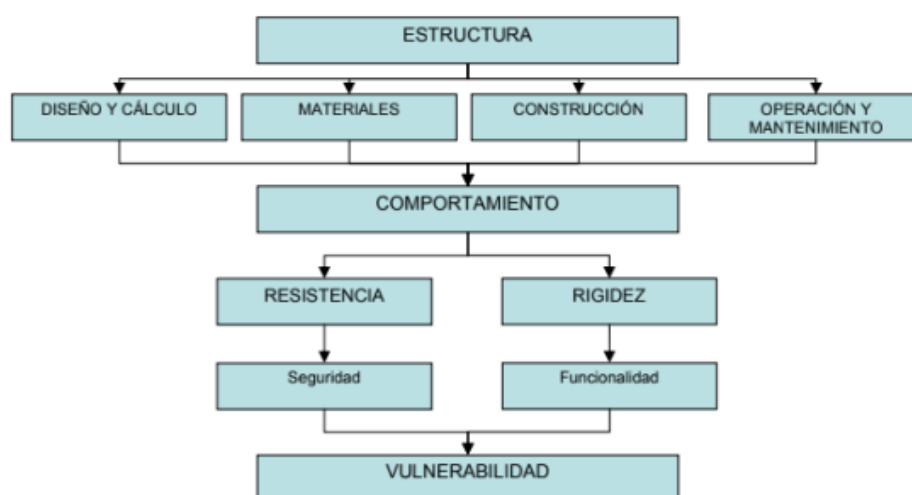 ESTRUCTURA
DISEÑO Y CÁLCULO
MATERIALES
CONSTRUCCIÓN
OPERACIÓN Y
MANTENIMIENTO
COMPORTAMIENTO
RESISTENCIA
RIGIDEZ
Seguridad
Funcionalidad
VULNERABILIDAD